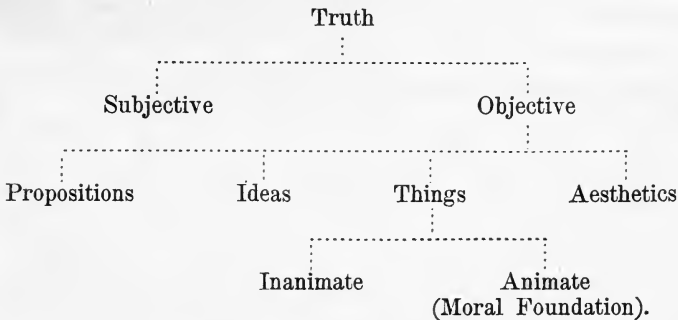 Truth
Subjective Objective
Propositions Ideas Things Aesthetics
Inanimate Animate
(Moral Foundation).